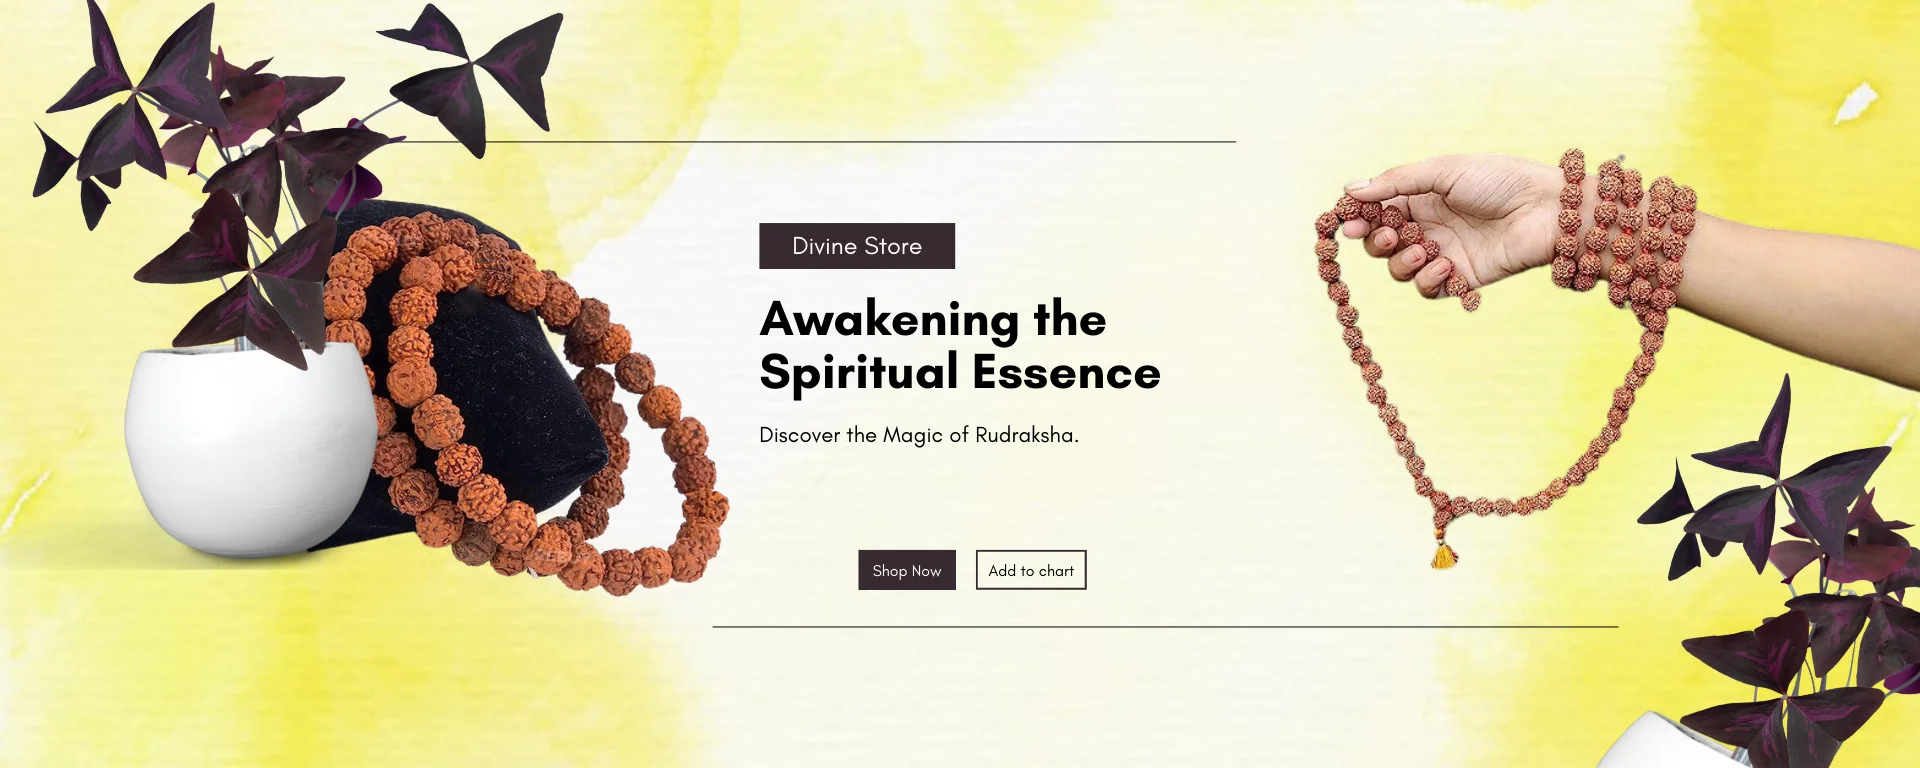 Divine Store
Awakening the
Spiritual Essence
Discover the Magic of Rudraksha.
Shop Now
Add to chart